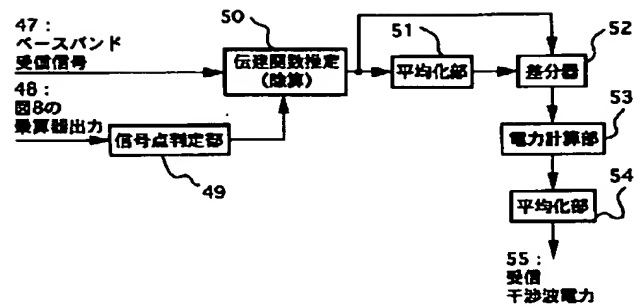 47：
ベースバンド
受信信号
48：
図8の
乗算器出力
信号点判定部
49
50
伝達関数推定
(除算)
51
平均化部
52
差分器
53
電力計算部
54
平均化部
55：
受信
干渉波電力